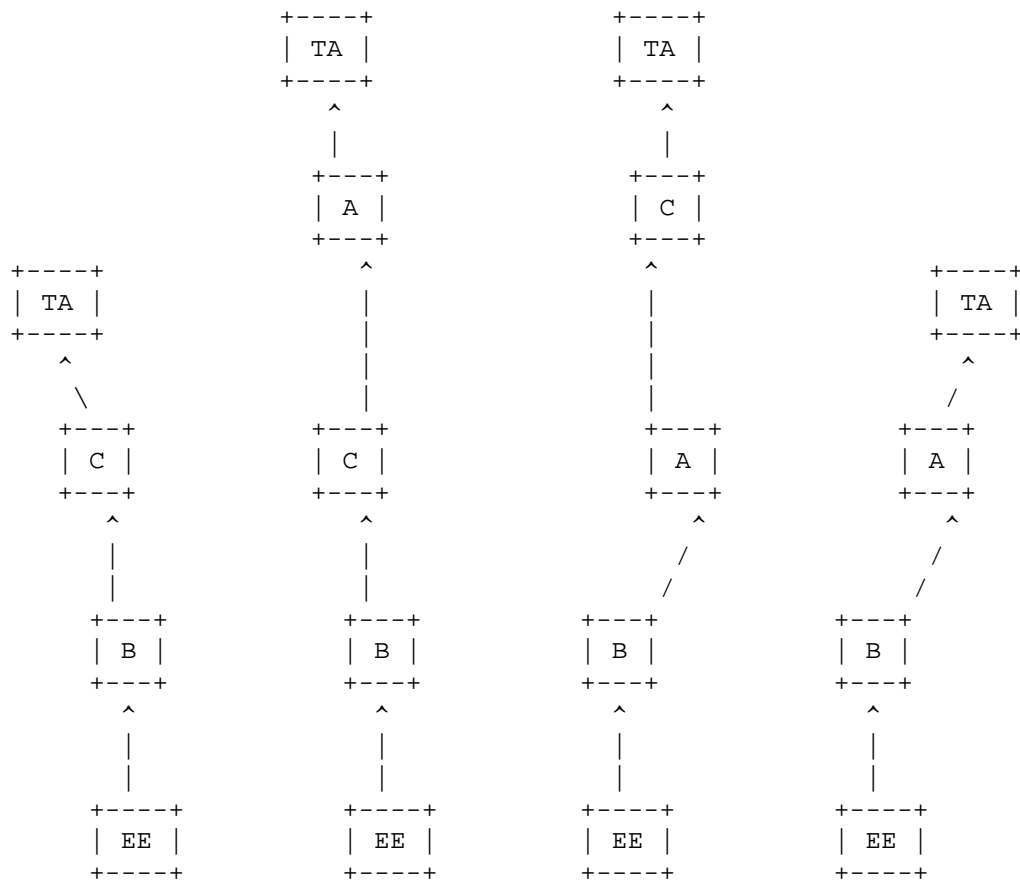 +----+               +----+
                 | TA |               | TA |
                 +----+               +----+
                    ^                    ^
                    |                    |
                   +---+               +---+
                   | A |               | C |
                   +---+               +---+
+----+                ^                 ^                 +----+
| TA |                |                 |                 | TA |
+----+                |                 |                 +----+
   ^                  |                 |                   ^
    \                 |                 |                  /
   +---+           +---+                +---+           +---+
   | C |           | C |                | A |           | A |
   +---+           +---+                +---+           +---+
      ^               ^                    ^               ^
      |               |                   /               /
      |               |                  /               /
     +---+           +---+          +---+           +---+
     | B |           | B |          | B |           | B |
     +---+           +---+          +---+           +---+
       ^               ^              ^               ^
       |               |              |               |
       |               |              |               |
     +----+          +----+         +----+          +----+
     | EE |          | EE |         | EE |          | EE |
     +----+          +----+         +----+          +----+